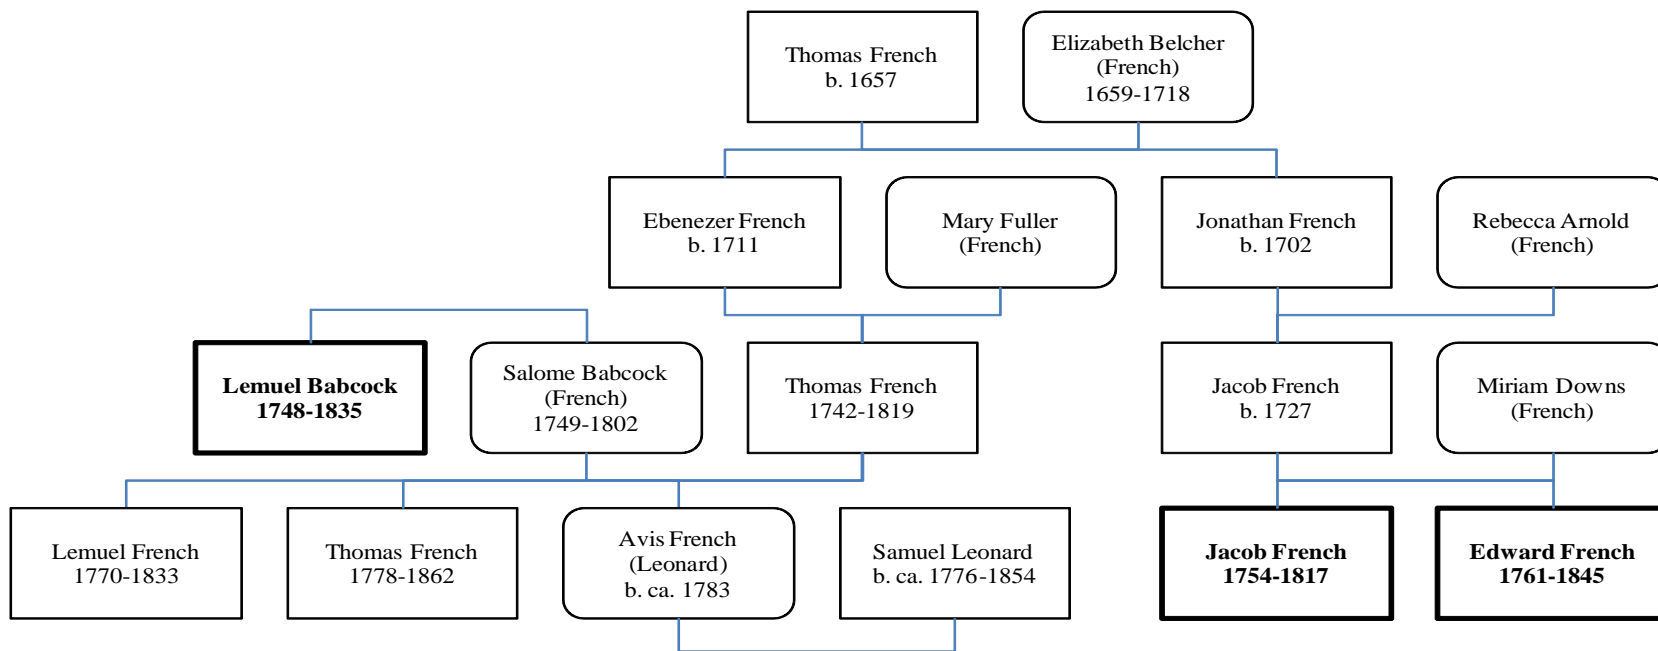 Thomas French
b. 1657
Elizabeth Belcher
(French)
1659-1718
Ebenezer French
b. 1711
Mary Fuller
(French)
Jonathan French
b. 1702
Rebecca Arnold
(French)
Lemuel Babcock
1748-1835
Salome Babcock
(French)
1749-1802
Thomas French
1742-1819
Jacob French
b. 1727
Miriam Downs
(French)
Lemuel French
1770-1833
Thomas French
1778-1862
Avis French
(Leonard)
b. ca. 1783
Samuel Leonard
b. ca. 1776-1854
Jacob French
1754-1817
Edward French
1761-1845